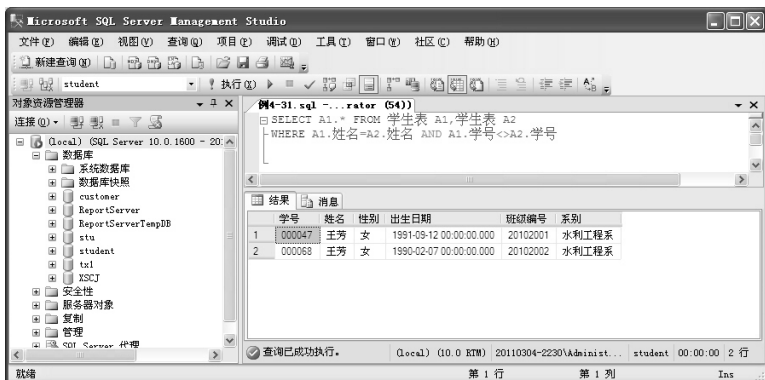 Microsoft SQL Server Management Studio
文件(F) 编辑(E) 视图(V) 查询(Q) 项目(P) 调试(D) 工具(T) 窗口(W) 社区(C) 帮助(H)
新建查询(N)
student 执行(X)
对象资源管理器
连接(O)
(local) (SQL Server 10.0.1600 - 20:
数据库
系统数据库
数据库快照
customer
ReportServer
ReportServerTempDB
stu
student
tx1
XSCJ
安全性
服务器对象
复制
管理
SQL Server 代理
例4-31.sql -...rator (54))
SELECT A1.* FROM 学生表 A1,学生表 A2
WHERE A1.姓名=A2.姓名 AND A1.学号<>A2.学号
结果 消息
学号 姓名 性别 出生日期 班级编号 系别
1 000047 王芳 女 1991-09-12 00:00:00.000 20102001 水利工程系
2 000068 王芳 女 1990-02-07 00:00:00.000 20102002 水利工程系
查询已成功执行。 (local) (10.0 RTM) 20110304-2230\Administ... student 00:00:00 2 行
就绪 第 1 行 第 1 列 Ins